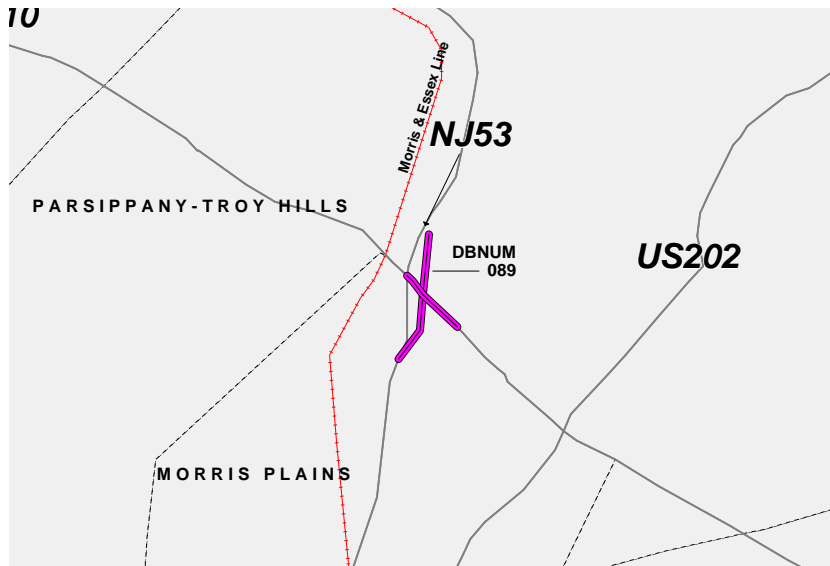 10
Morris & Essex Line
NJ53
PARSIPPANY-TROY HILLS
DBNUM
089
US202
MORRIS PLAINS